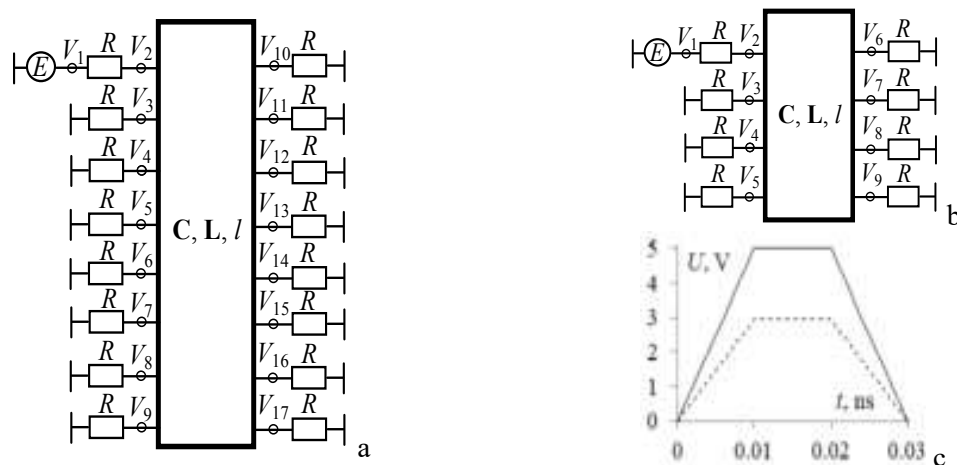 E V1 R V2 V10 R
R V3 V11 R
R V4 V12 R
R V5 V13 R
C, L, l
R V6 V14 R
R V7 V15 R
R V8 V16 R
R V9 V17 R
a
E V1 R V2 V6 R
R V3 V7 R
C, L, l
R V4 V8 R
R V5 V9 R
b
5 U, V
4
3
2
1
0 t, ns
0 0.01 0.02 0.03
c